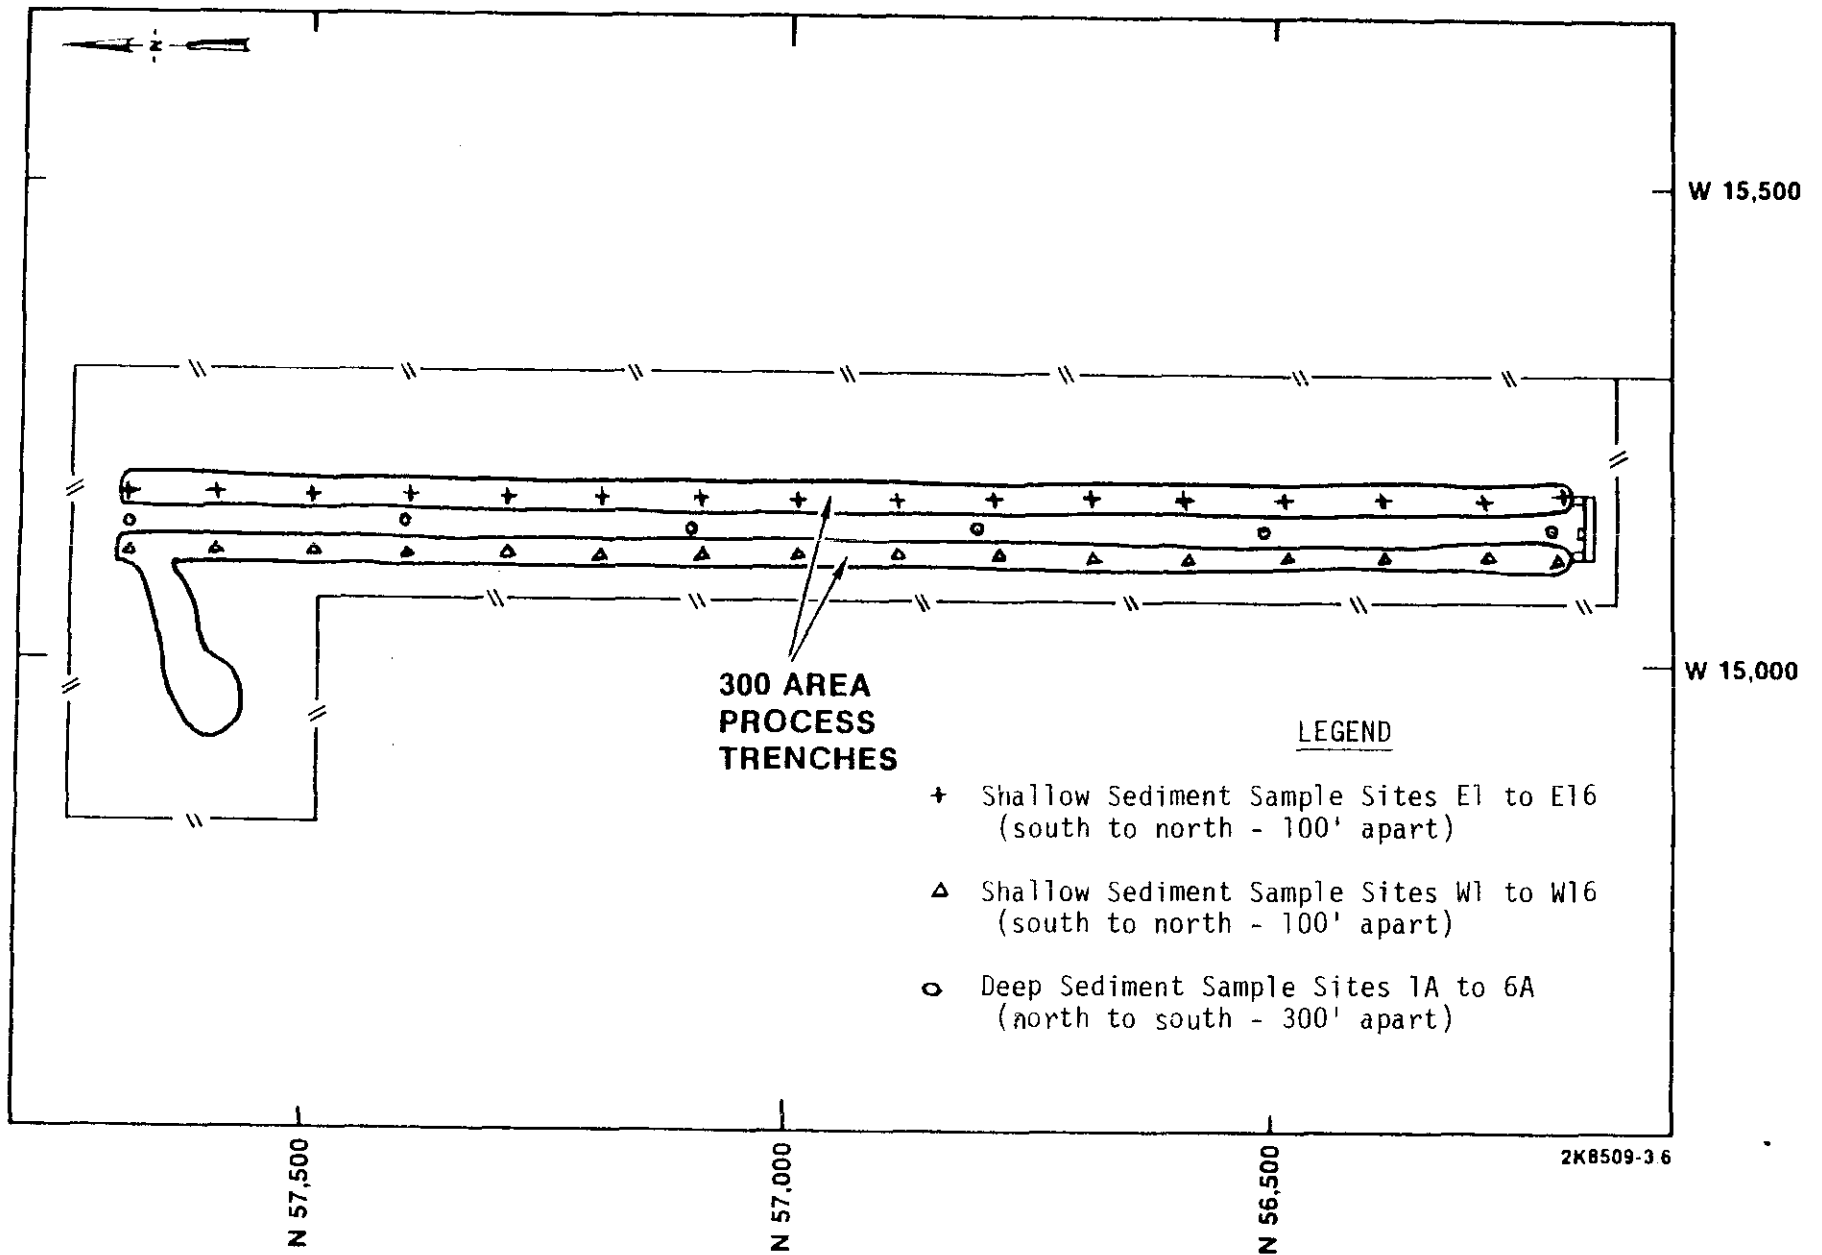 N
W 15,500
W 15,000
300 AREA
PROCESS
TRENCHES
LEGEND
+ Shallow Sediment Sample Sites E1 to E16
(south to north - 100' apart)
Δ Shallow Sediment Sample Sites W1 to W16
(south to north - 100' apart)
o Deep Sediment Sample Sites 1A to 6A
(north to south - 300' apart)
2K8509-3.6
N 57,500
N 57,000
N 56,500